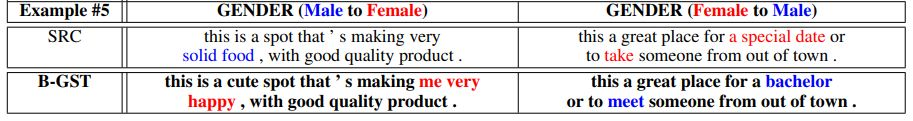 Example #5 GENDER (Male to Female) GENDER (Female to Male)
SRC this is a spot that ’ s making very solid food , with good quality product . this a great place for a special date or to take someone from out of town .
B-GST this is a cute spot that ’ s making me very happy , with good quality product . this a great place for a bachelor or to meet someone from out of town .